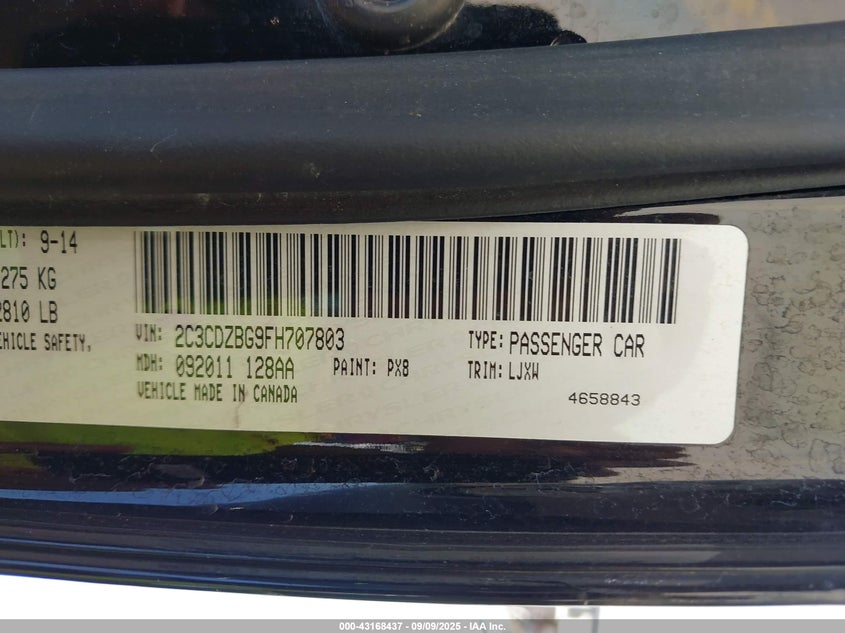 LT): 9-14
275 KG
2810 LB
EHICLE SAFETY,
VIN: 2C3CDZBG9FH707803
TYPE: PASSENGER CAR
MDH: 092011 128AA
PAINT: PX8
TRIM: LJXW
VEHICLE MADE IN CANADA
4658843
000-43168437 - 09/09/2025 - IAA Inc.